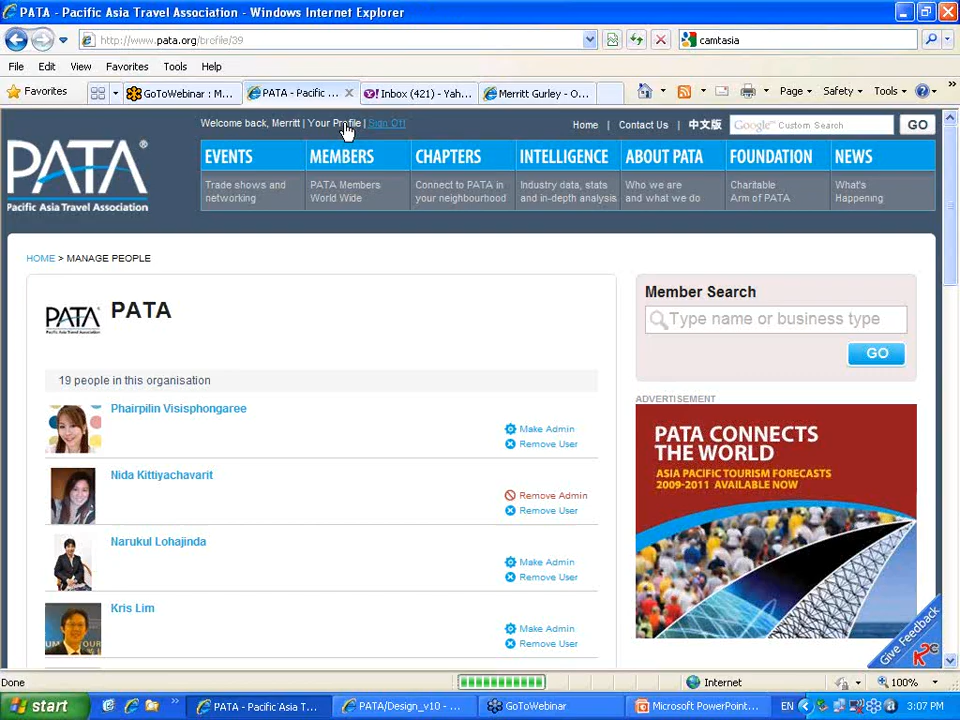 PATA - Pacific Asia Travel Association - Windows Internet Explorer
http://www.pata.org/profile/39
camtasia
File Edit View Favorites Tools Help
Favorites
GoToWebinar : M...
PATA - Pacific ...
Inbox (421) - Yah...
Merritt Gurley - O...
Page
Safety
Tools
Welcome back, Merritt | Your Profile | Sign Off
Home | Contact Us | 中文版
Google™ Custom Search
GO
PATA
Pacific Asia Travel Association
EVENTS
Trade shows and
networking
MEMBERS
PATA Members
World Wide
CHAPTERS
Connect to PATA in
your neighbourhood
INTELLIGENCE
Industry data, stats
and in-depth analysis
ABOUT PATA
Who we are
and what we do
FOUNDATION
Charitable
Arm of PATA
NEWS
What's
Happening
HOME > MANAGE PEOPLE
PATA
Pacific Asia Travel Association
PATA
19 people in this organisation
Phairpilin Visisphongaree
Make Admin
Remove User
Nida Kittiyachavarit
Remove Admin
Remove User
Narukul Lohajinda
Make Admin
Remove User
Kris Lim
Make Admin
Remove User
Member Search
Type name or business type
GO
ADVERTISEMENT
PATA CONNECTS
THE WORLD
ASIA PACIFIC TOURISM FORECASTS
2009-2011 AVAILABLE NOW
Give Feedback
K2C
Done
Internet
100%
start
PATA - Pacific Asia T...
PATA/Design_v10 - ...
GoToWebinar
Microsoft PowerPoint...
EN
3:07 PM